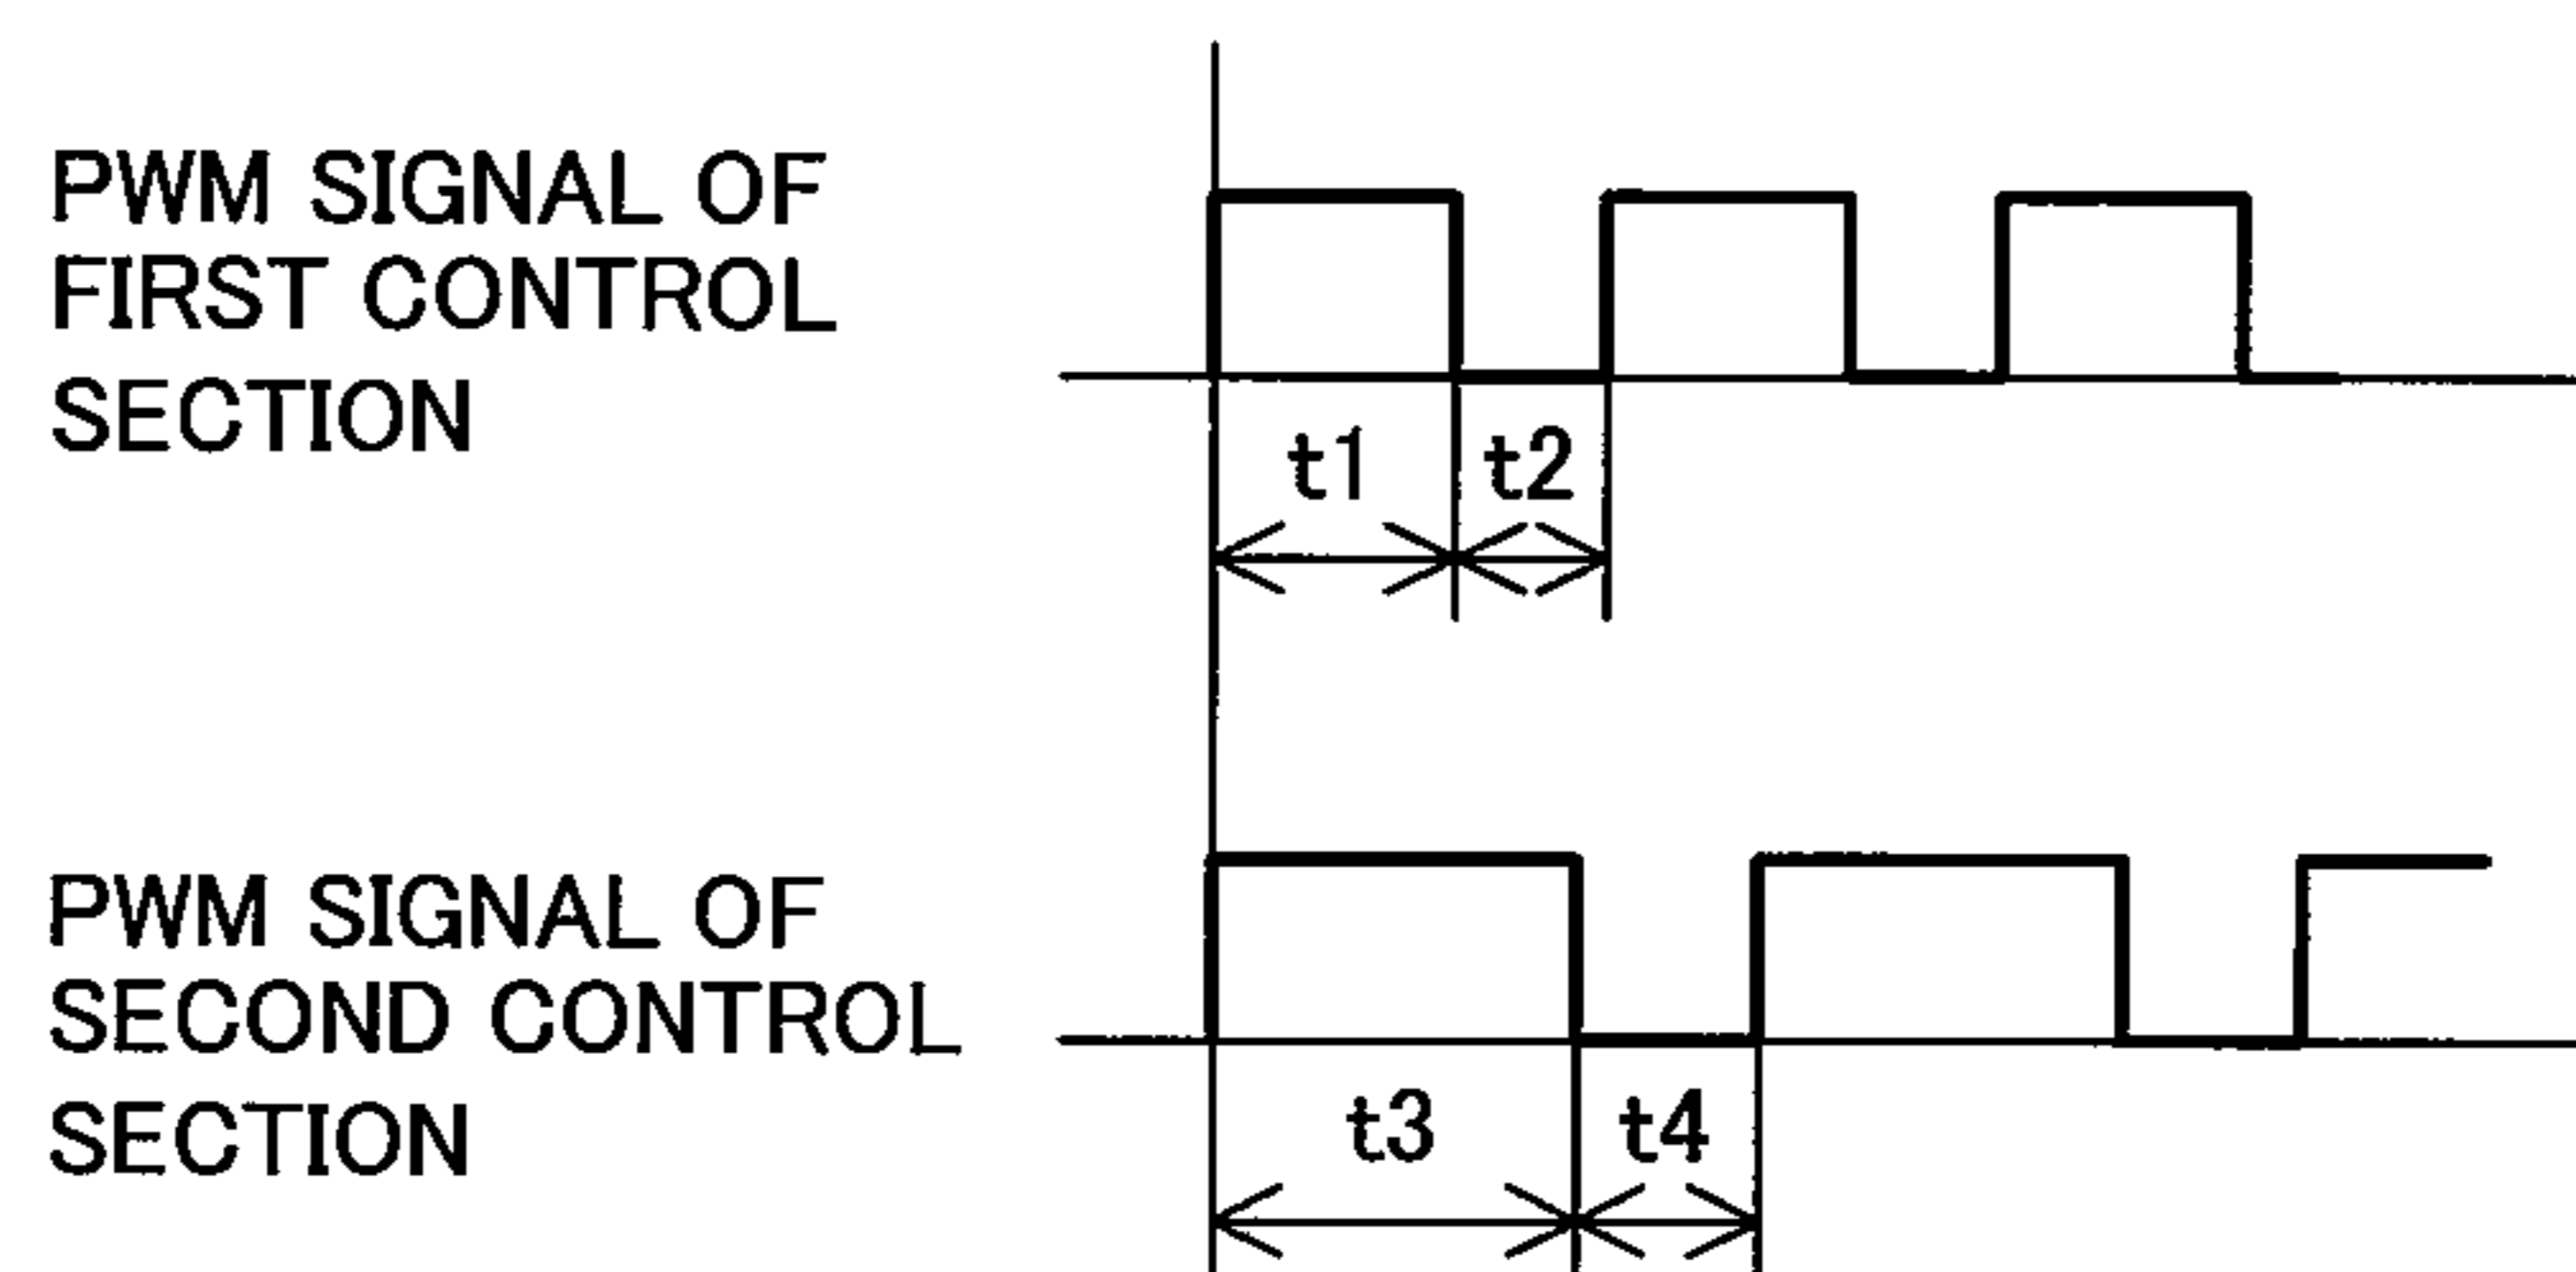 PWM SIGNAL OF
FIRST CONTROL
SECTION
t1 t2
PWM SIGNAL OF
SECOND CONTROL
SECTION
t3 t4